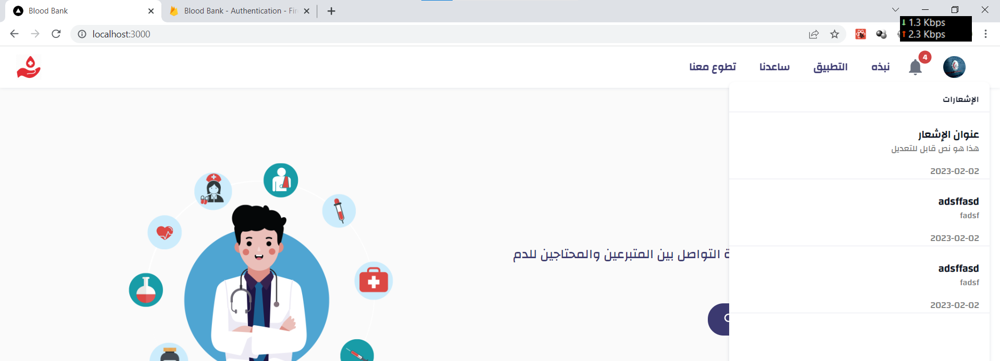 Blood Bank
Blood Bank - Authentication - Fir
localhost:3000
1.3 Kbps
2.3 Kbps
4
نبذه
التطبيق
ساعدنا
تطوع معنا
الإشعارات
عنوان الإشعار
هذا هو نص قابل للتعديل
2023-02-02
adsffasd
fadsf
2023-02-02
adsffasd
fadsf
2023-02-02
ة التواصل بين المتبرعين والمحتاجين للدم